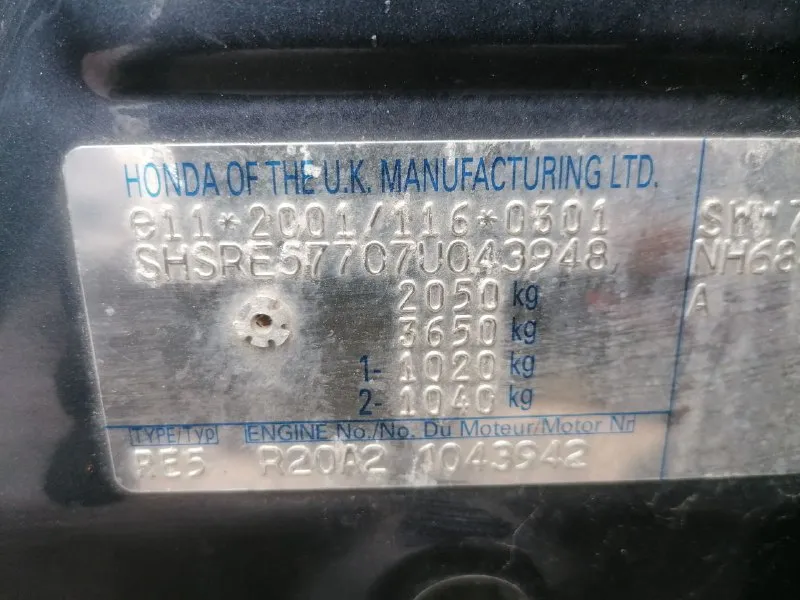 HONDA OF THE U.K. MANUFACTURING LTD.
e11*2001/116*0301
SHSRE57707U043948
2050 kg
3650 kg
1- 1020 kg
2- 1040 kg
TYPE/Typ ENGINE No./No. Du Moteur/Motor Nr
RE5 R20A2 1043942
NH68
A